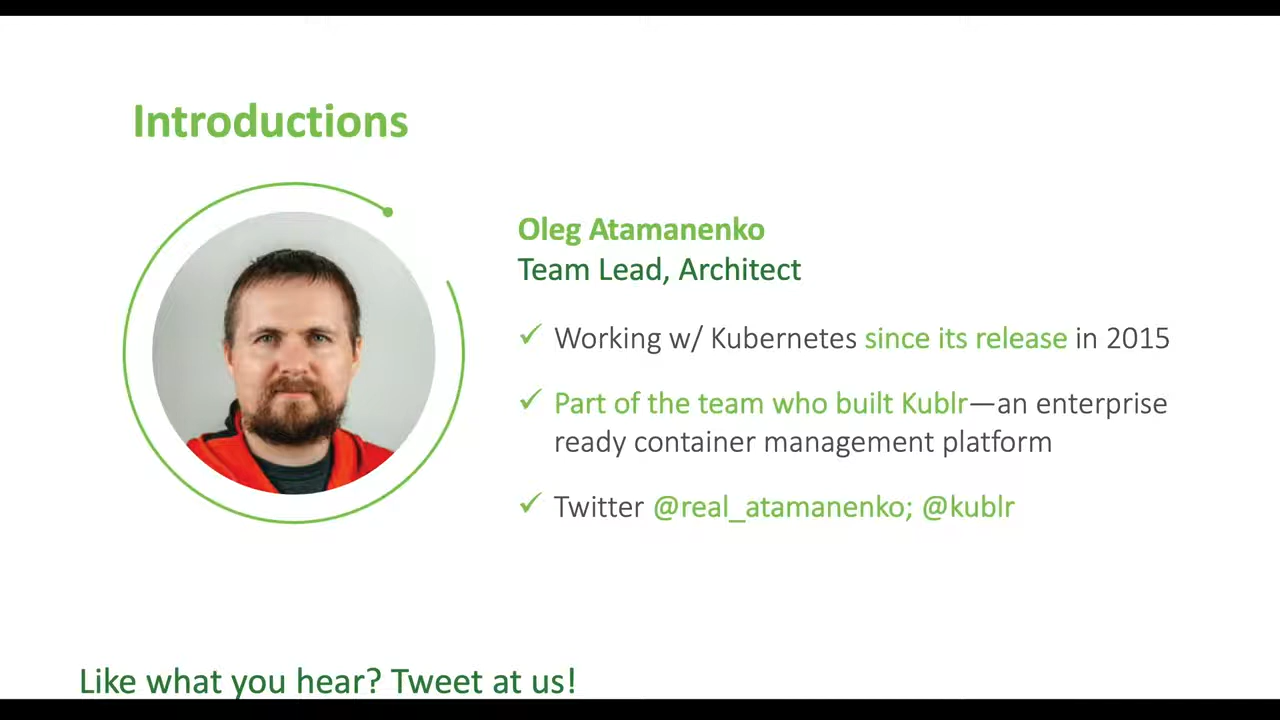 Introductions
Oleg Atamanenko
Team Lead, Architect
✓ Working w/ Kubernetes since its release in 2015
✓ Part of the team who built Kublr—an enterprise
ready container management platform
✓ Twitter @real_atamanenko; @kublr
Like what you hear? Tweet at us!